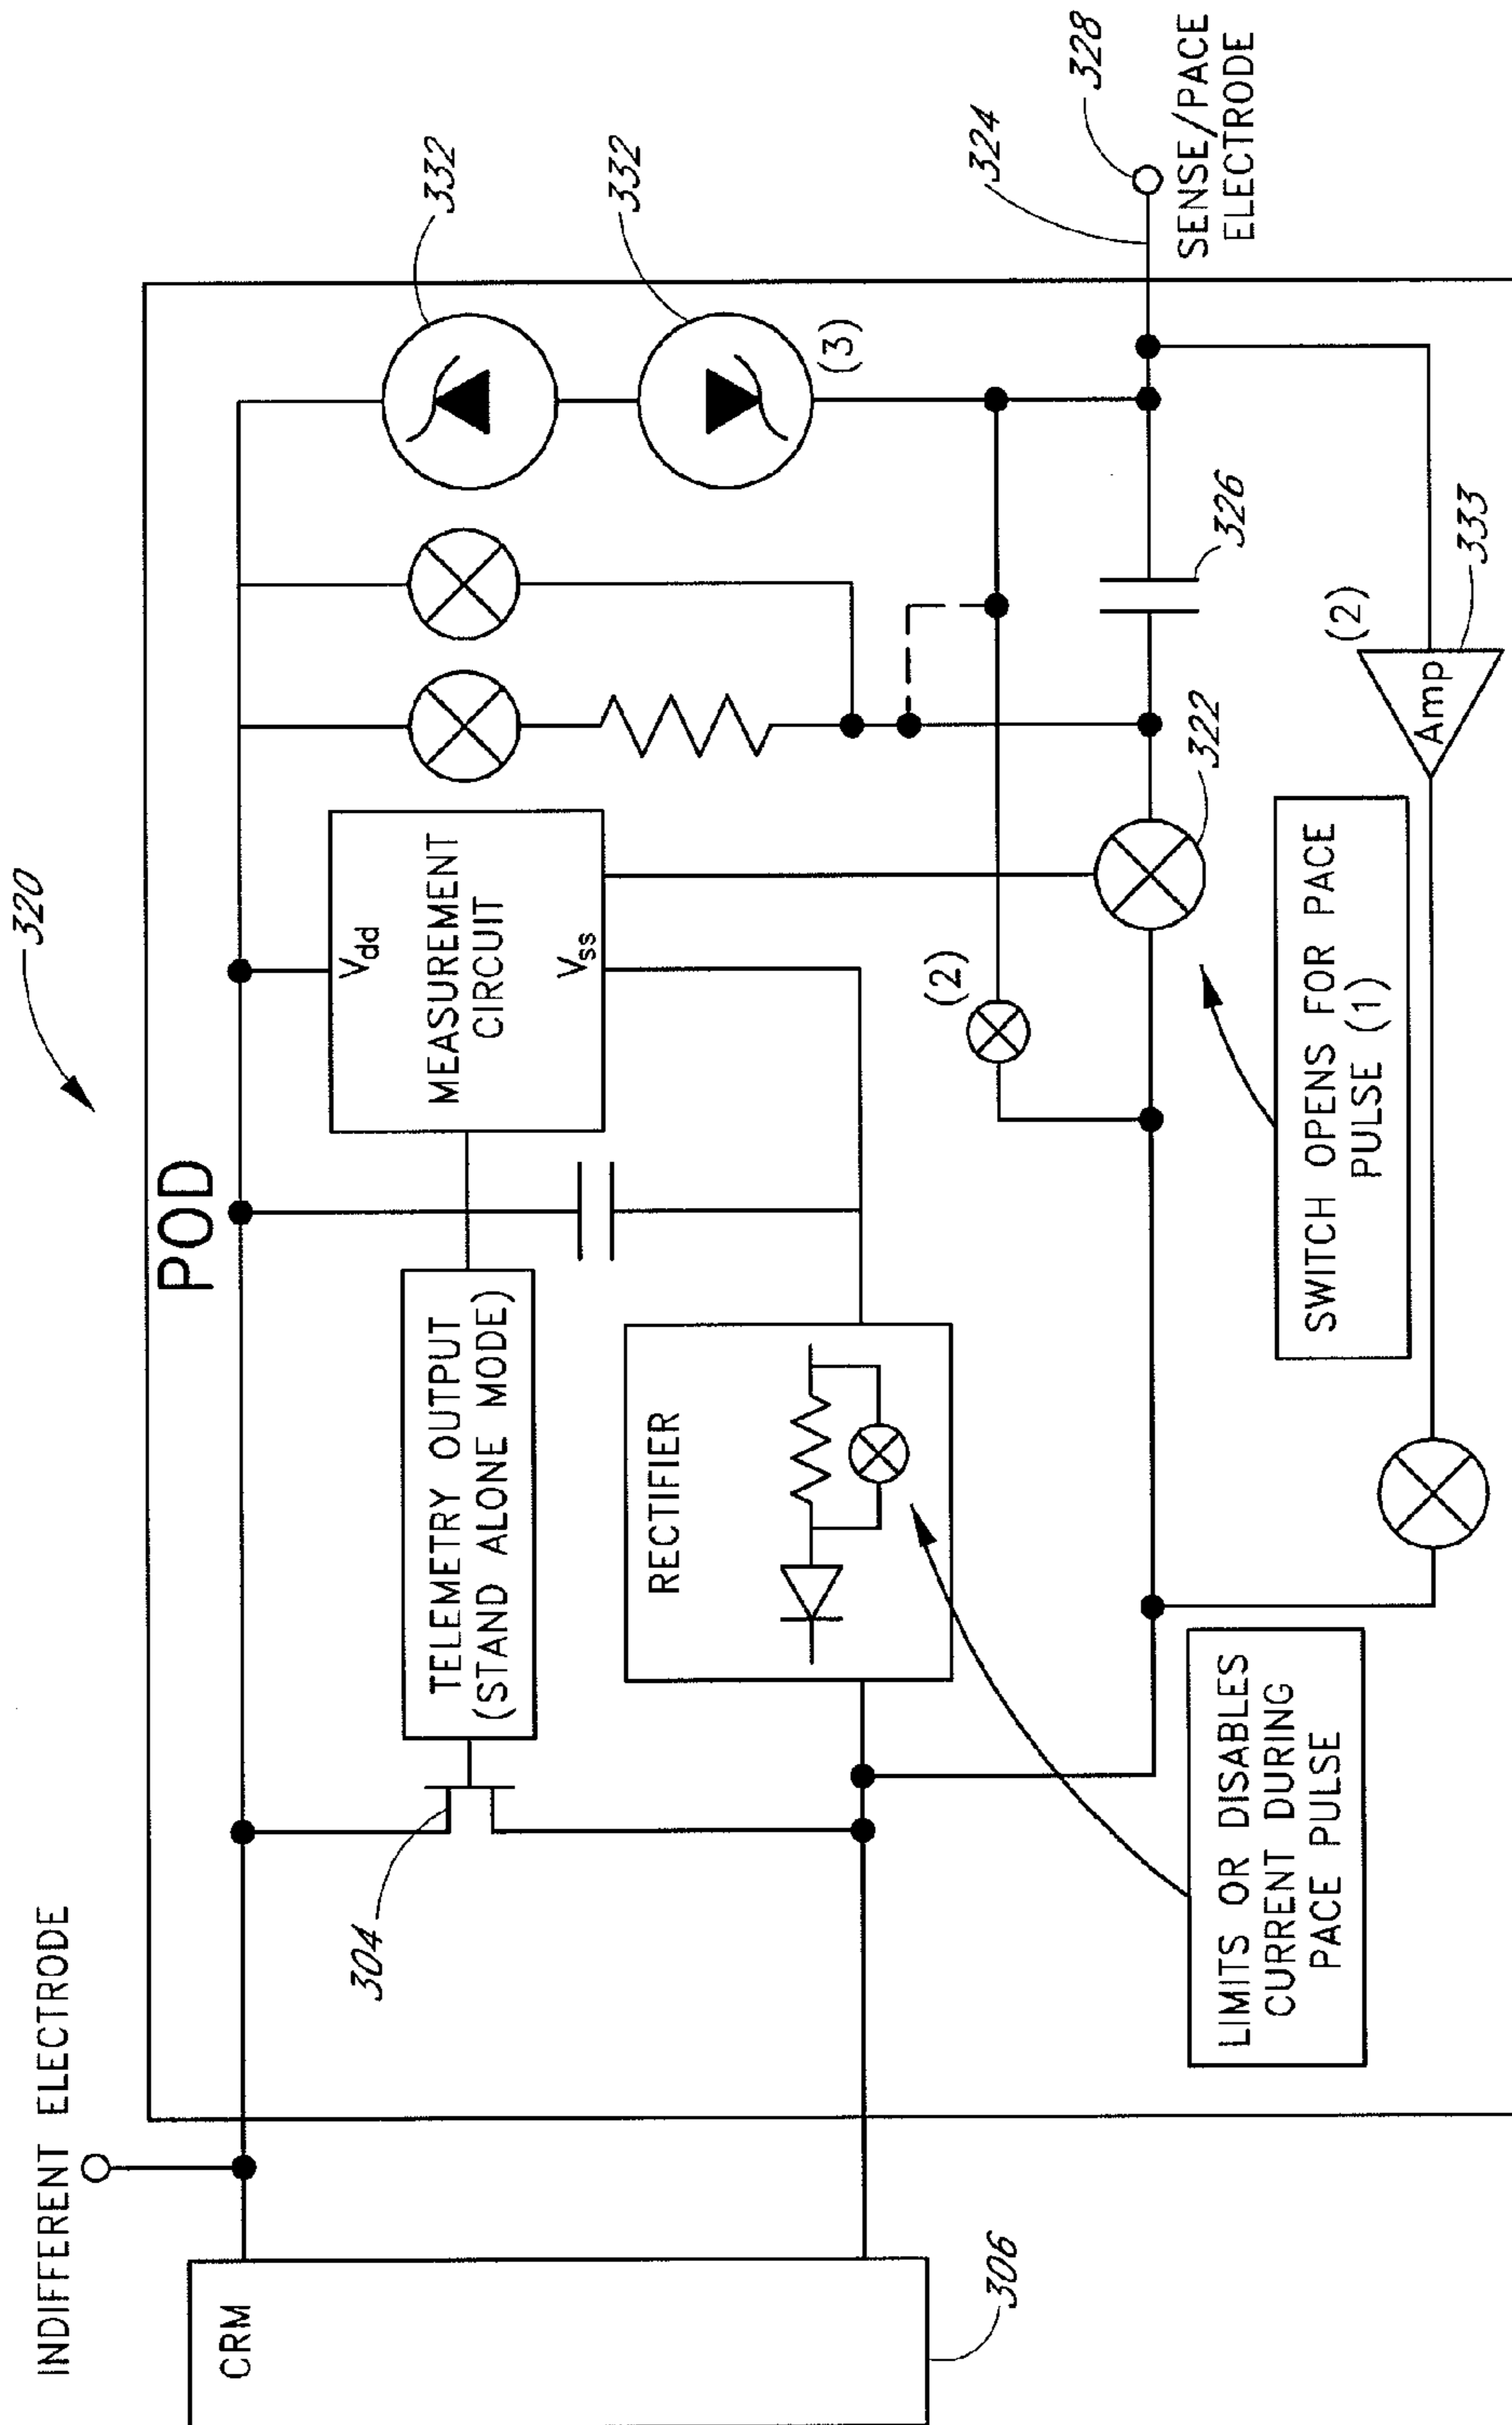 320
INDIFFERENT ELECTRODE
POD
CRM
306
304
TELEMETRY OUTPUT
(STAND ALONE MODE)
Vdd
MEASUREMENT
CIRCUIT
Vss
332
332
(3)
RECTIFIER
(2)
324
328
SENSE/PACE
ELECTRODE
326
322
LIMITS OR DISABLES
CURRENT DURING
PACE PULSE
SWITCH OPENS FOR PACE
PULSE (1)
(2)
Amp
333